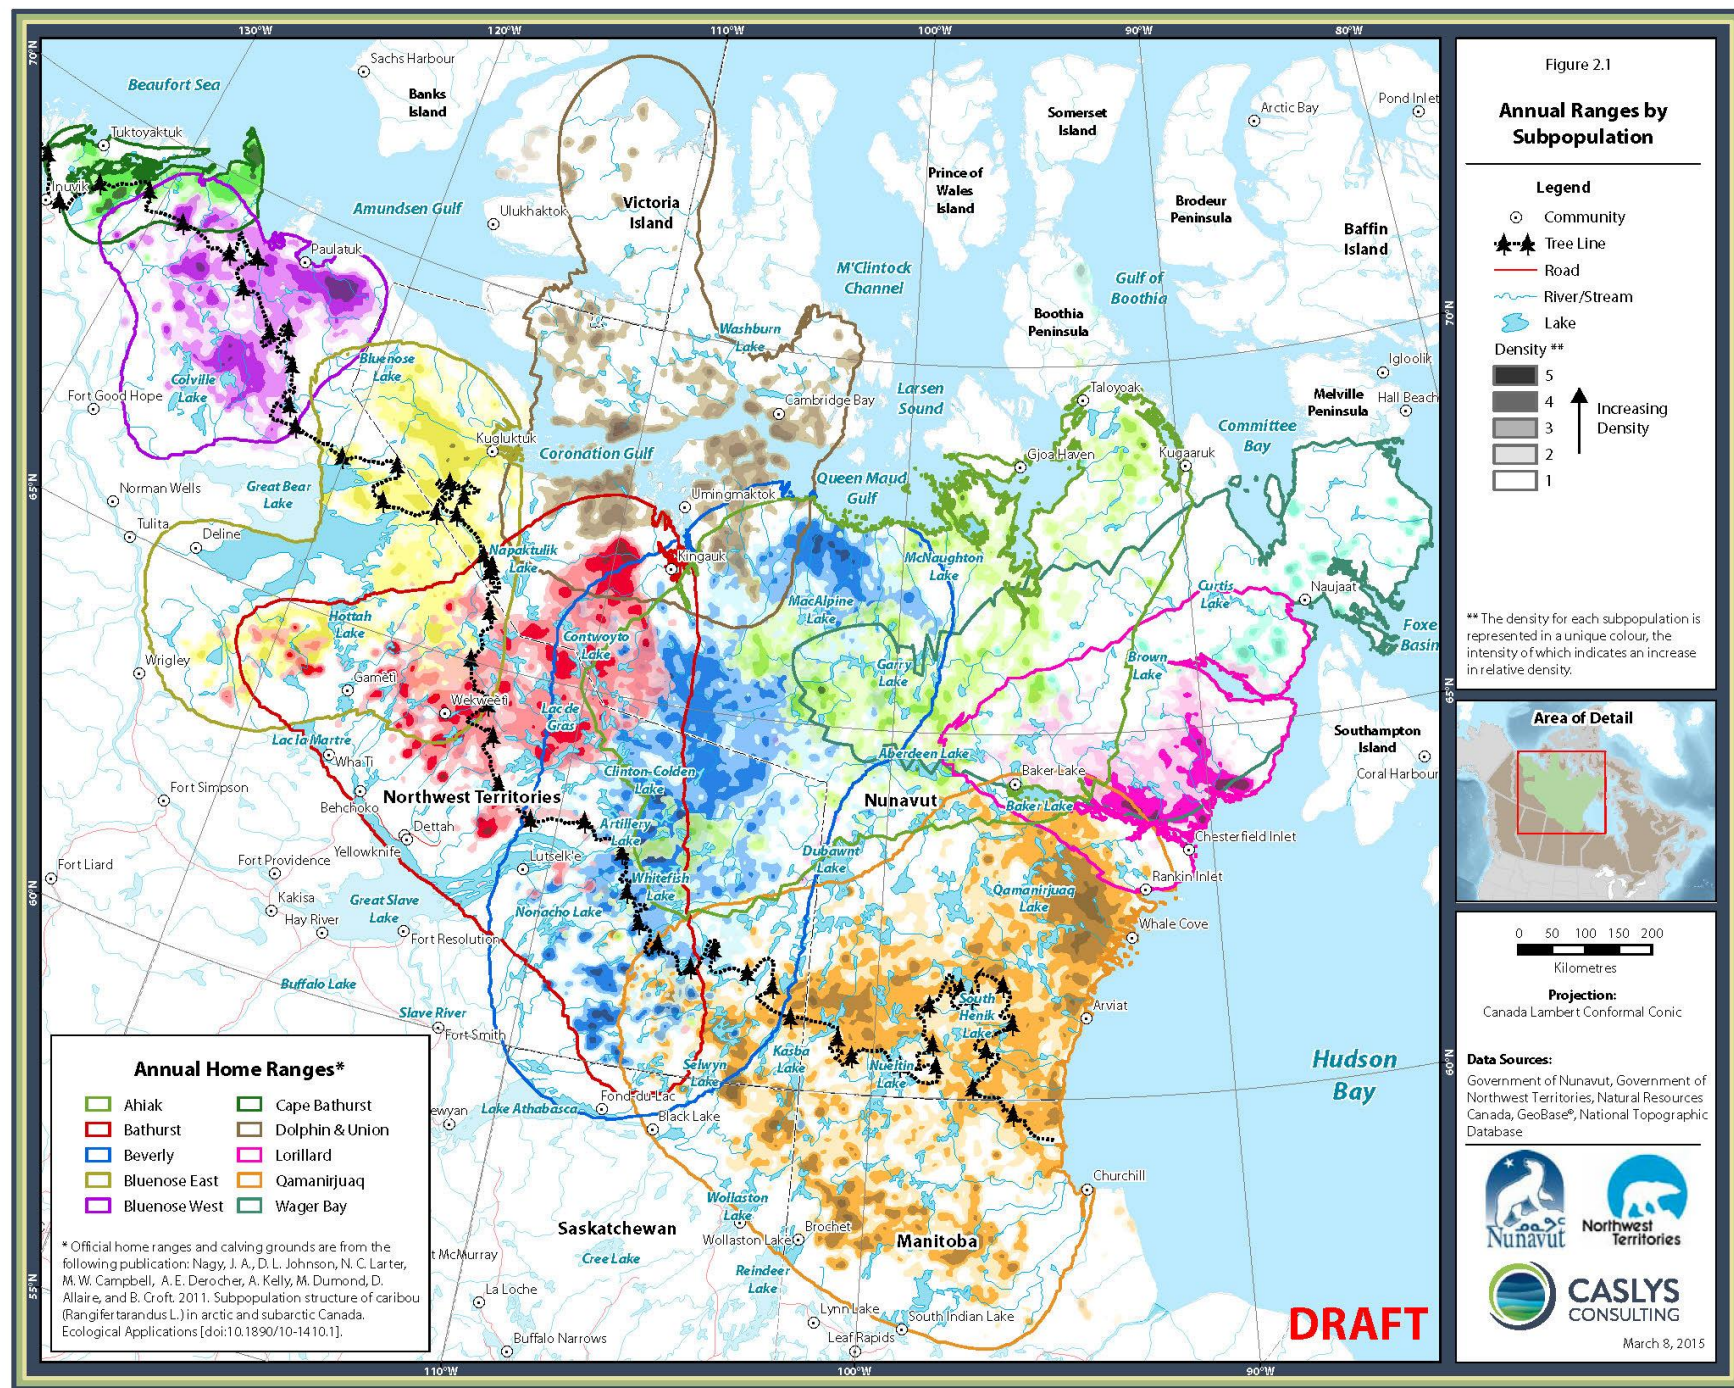 130°W
120°W
110°W
100°W
90°W
80°W
70°N
65°N
60°N
55°N
70°N
65°N
60°N
110°W
100°W
90°W
Beaufort Sea
Sachs Harbour
Banks
Island
Tuktoyaktuk
Inuvik
Amundsen Gulf
Ulukhaktok
Victoria
Island
Paulatuk
Prince of
Wales
Island
Somerset
Island
Arctic Bay
Pond Inlet
Brodeur
Peninsula
Baffin
Island
M'Clintock
Channel
Gulf of
Boothia
Boothia
Peninsula
Washburn
Lake
Bluenose
Lake
Colville
Lake
Fort Good Hope
Larsen
Sound
Cambridge Bay
Taloyoak
Igloolik
Melville
Peninsula
Hall Beach
Committee
Bay
Kugluktuk
Coronation Gulf
Gjoa Haven
Kugaaruk
Norman Wells
Great Bear
Lake
Umingmaktok
Queen Maud
Gulf
Tulita
Deline
Napaktulik
Lake
Kingauk
McNaughton
Lake
MacAlpine
Lake
Curtis
Lake
Naujaat
Foxe
Basin
Hottah
Lake
Contwoyto
Lake
Garry
Lake
Brown
Lake
Wrigley
Gameti
Wekweèti
Lac de
Gras
Lac la Martre
Wha Ti
Aberdeen Lake
Southampton
Island
Coral Harbour
Clinton-Colden
Lake
Baker Lake
Fort Simpson
Behchoko
Northwest Territories
Nunavut
Baker Lake
Dettah
Artillery
Lake
Chesterfield Inlet
Yellowknife
Fort Providence
Lutselk'e
Dubawnt
Lake
Fort Liard
Whitefish
Lake
Rankin Inlet
Kakisa
Great Slave
Lake
Nonacho Lake
Qamanirjuaq
Lake
Hay River
Fort Resolution
Whale Cove
Buffalo Lake
South
Henik
Lake
Arviat
Slave River
Fort Smith
Kasba
Lake
Selwyn
Lake
Nueltin
Lake
Hudson
Bay
Fond-du-Lac
Lake Athabasca
ewyan
Black Lake
Churchill
Wollaston
Lake
Brochet
Saskatchewan
Wollaston Lake
Manitoba
Cree Lake
t McMurray
Reindeer
Lake
La Loche
Lynn Lake
South Indian Lake
Leaf Rapids
Buffalo Narrows
DRAFT
Annual Home Ranges*
Ahiak
Bathurst
Beverly
Bluenose East
Bluenose West
Cape Bathurst
Dolphin & Union
Lorillard
Qamanirjuaq
Wager Bay
* Official home ranges and calving grounds are from the
following publication: Nagy, J. A., D. L. Johnson, N. C. Larter,
M. W. Campbell, A. E. Derocher, A. Kelly, M. Dumond, D.
Allaire, and B. Croft. 2011. Subpopulation structure of caribou
(Rangifer tarandus L.) in arctic and subarctic Canada.
Ecological Applications [doi:10.1890/10-1410.1].
Figure 2.1
Annual Ranges by
Subpopulation
Legend
Community
Tree Line
Road
River/Stream
Lake
Density **
5
4
3
2
1
Increasing
Density
** The density for each subpopulation is
represented in a unique colour, the
intensity of which indicates an increase
in relative density.
Area of Detail
0 50 100 150 200
Kilometres
Projection:
Canada Lambert Conformal Conic
Data Sources:
Government of Nunavut, Government of
Northwest Territories, Natural Resources
Canada, GeoBase®, National Topographic
Database
ᓄᓇᕗᑦ
Nunavut
Northwest
Territories
CASLYS
CONSULTING
March 8, 2015